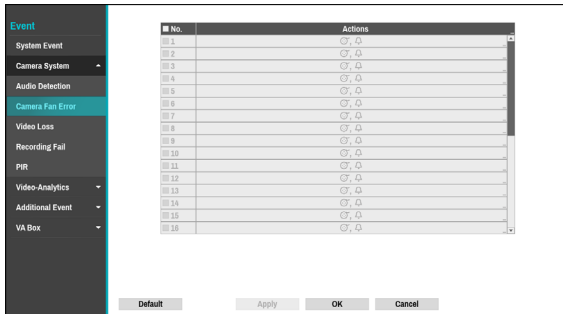 Event
System Event
Camera System
Audio Detection
Camera Fan Error
Video Loss
Recording Fail
PIR
Video-Analytics
Additional Event
VA Box
No. Actions
1
2
3
4
5
6
7
8
9
10
11
12
13
14
15
16
Default Apply OK Cancel